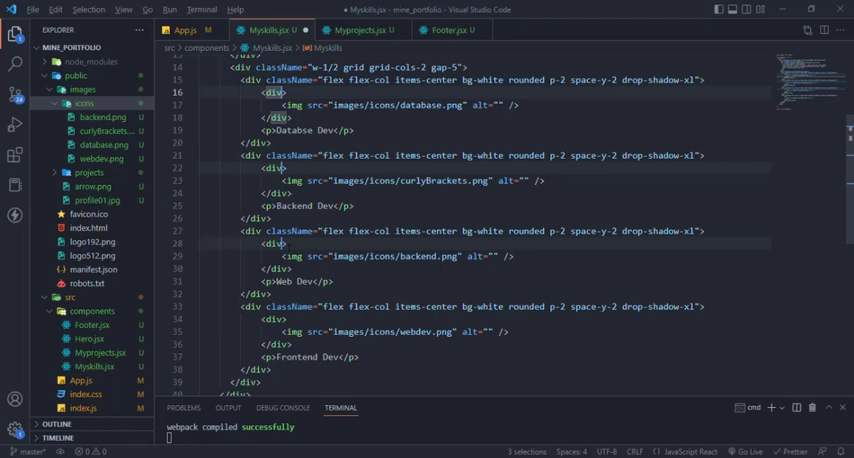 File Edit Selection View Go Run Terminal Help
● Myskills.jsx - mine_portfolio - Visual Studio Code
EXPLORER
App.js M
Myskills.jsx U
Myprojects.jsx U
Footer.jsx U
src > components > Myskills.jsx > Myskills
MINE_PORTFOLIO
node_modules
public
images
icons
backend.png U
curlyBrackets.... U
database.png U
webdev.png U
projects
arrow.png U
profile01.jpg U
favicon.ico
index.html
logo192.png
logo512.png
manifest.json
robots.txt
src
components
Footer.jsx U
Hero.jsx U
Myprojects.jsx U
Myskills.jsx U
App.js M
index.css M
index.js M
OUTLINE
TIMELINE
13 </div>
14 <div className="w-1/2 grid grid-cols-2 gap-5">
15 <div className="flex flex-col items-center bg-white rounded p-2 space-y-2 drop-shadow-xl">
16 <div>
17 <img src="images/icons/database.png" alt="" />
18 </div>
19 <p>Databse Dev</p>
20 </div>
21 <div className="flex flex-col items-center bg-white rounded p-2 space-y-2 drop-shadow-xl">
22 <div>
23 <img src="images/icons/curlyBrackets.png" alt="" />
24 </div>
25 <p>Backend Dev</p>
26 </div>
27 <div className="flex flex-col items-center bg-white rounded p-2 space-y-2 drop-shadow-xl">
28 <div>
29 <img src="images/icons/backend.png" alt="" />
30 </div>
31 <p>Web Dev</p>
32 </div>
33 <div className="flex flex-col items-center bg-white rounded p-2 space-y-2 drop-shadow-xl">
34 <div>
35 <img src="images/icons/webdev.png" alt="" />
36 </div>
37 <p>Frontend Dev</p>
38 </div>
39 </div>
40 </div>
PROBLEMS OUTPUT DEBUG CONSOLE TERMINAL
cmd
webpack compiled successfully
master* 0 0
3 selections Spaces: 4 UTF-8 CRLF JavaScript React Go Live Prettier